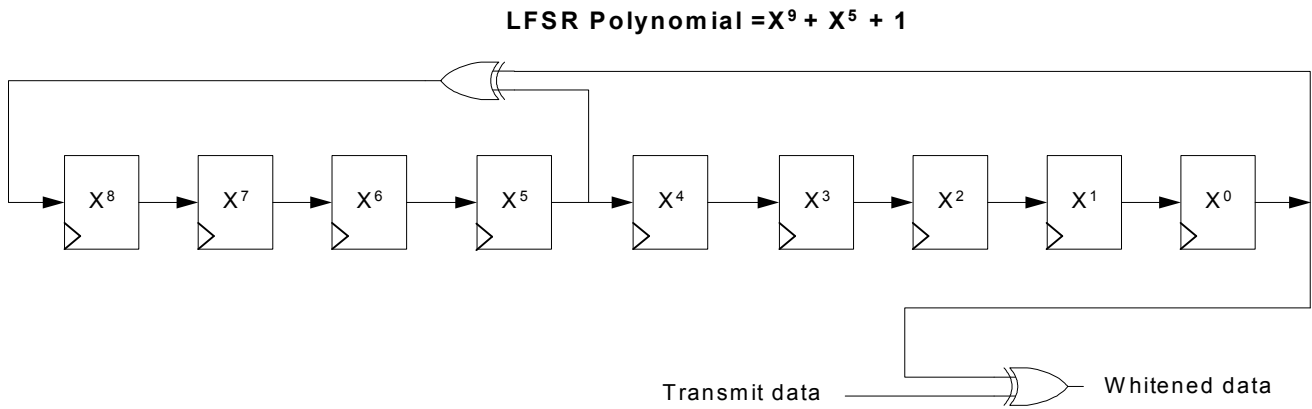 LFSR Polynomial =X⁹ + X⁵ + 1
X⁸ X⁷ X⁶ X⁵ X⁴ X³ X² X¹ X⁰
Transmit data
Whitened data